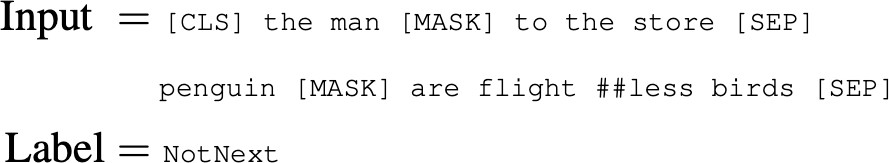 Input = [CLS] the man [MASK] to the store [SEP]
penguin [MASK] are flight ##less birds [SEP]
Label = NotNext